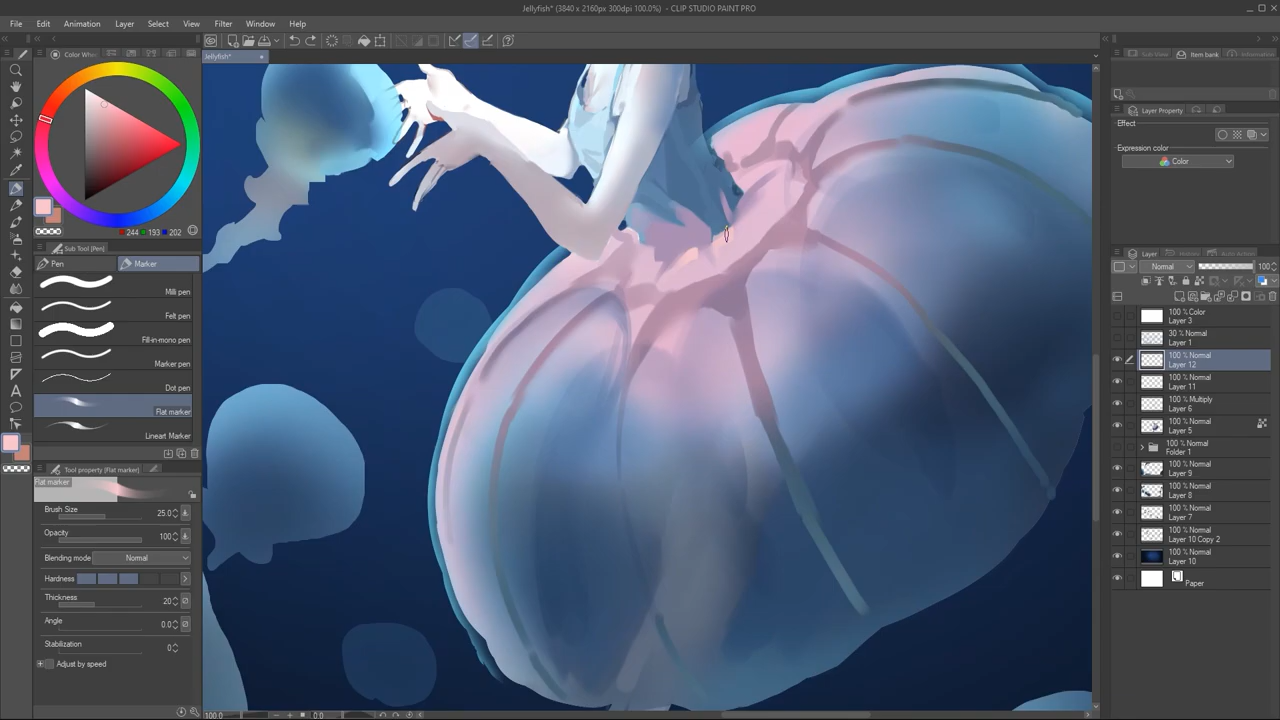 Jellyfish* (3840 x 2160px 300dpi 100.0%) - CLIP STUDIO PAINT PRO
File Edit Animation Layer Select View Filter Window Help
Color Whe
Jellyfish*
Sub View Item bank Information
Layer Property
Effect
Expression color
Color
244 193 202
Sub Tool [Pen]
Pen Marker
Milli pen
Felt pen
Fill-in-mono pen
Marker pen
Dot pen
Flat marker
Lineart Marker
Tool property [Flat marker]
Flat marker
Brush Size 25.0
Opacity 100
Blending mode Normal
Hardness
Thickness 20
Angle 0.0
Stabilization 0
Adjust by speed
Layer History Auto Action
Normal 100
100 % Color
Layer 3
30 % Normal
Layer 1
100 % Normal
Layer 12
100 % Normal
Layer 11
100 % Multiply
Layer 6
100 % Normal
Layer 5
100 % Normal
Folder 1
100 % Normal
Layer 9
100 % Normal
Layer 8
100 % Normal
Layer 7
100 % Normal
Layer 10 Copy 2
100 % Normal
Layer 10
Paper
100.0 0.0